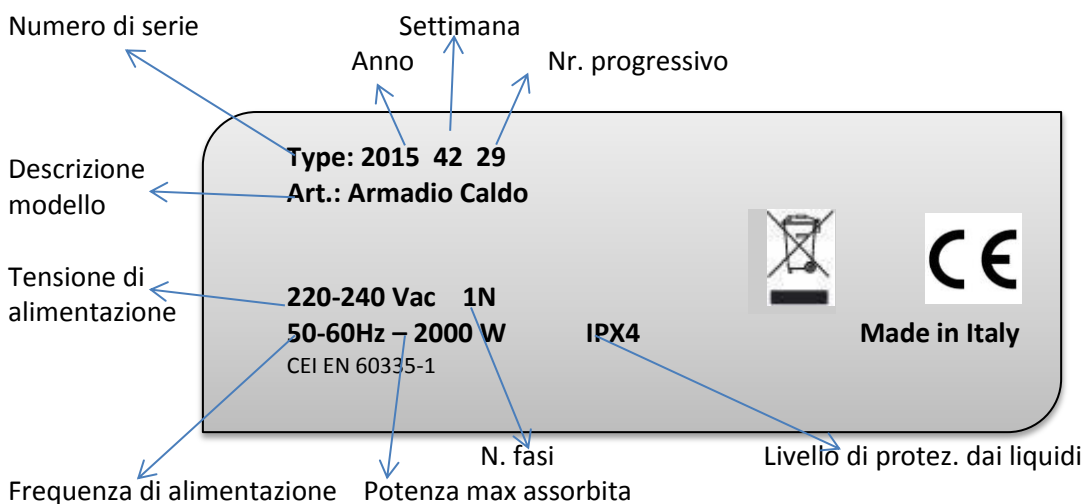 Numero di serie
Settimana
Anno
Nr. progressivo
Type: 2015 42 29
Descrizione
modello
Art.: Armadio Caldo
CE
Tensione di
alimentazione
220-240 Vac 1N
50-60Hz – 2000 W IPX4 Made in Italy
CEI EN 60335-1
N. fasi
Livello di protez. dai liquidi
Frequenza di alimentazione
Potenza max assorbita